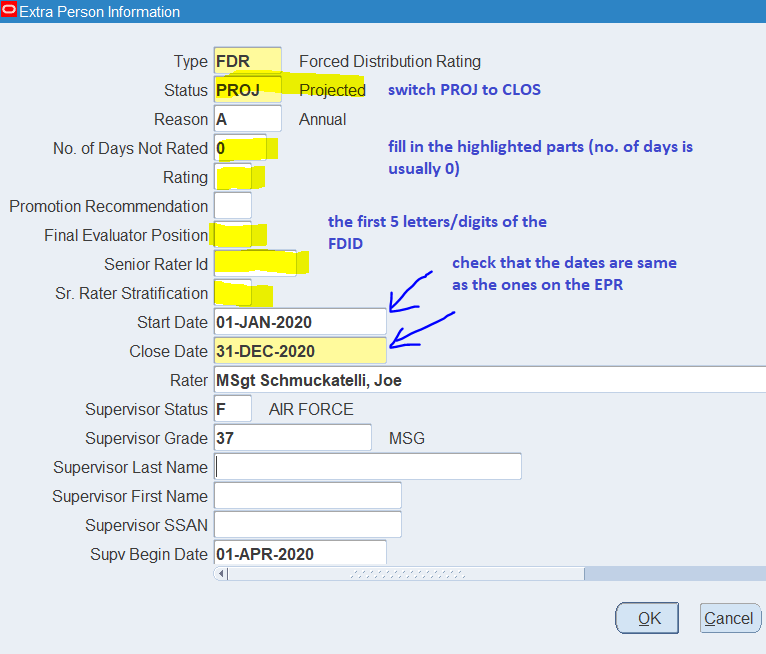 Extra Person Information
Type FDR Forced Distribution Rating
Status PROJ Projected switch PROJ to CLOS
Reason A Annual
No. of Days Not Rated 0 fill in the highlighted parts (no. of days is
usually 0)
Rating
Promotion Recommendation
the first 5 letters/digits of the
FDID
Final Evaluator Position
Senior Rater Id check that the dates are same
as the ones on the EPR
Sr. Rater Stratification
Start Date 01-JAN-2020
Close Date 31-DEC-2020
Rater MSgt Schmuckatelli, Joe
Supervisor Status F AIR FORCE
Supervisor Grade 37 MSG
Supervisor Last Name
Supervisor First Name
Supervisor SSAN
Supv Begin Date 01-APR-2020
OK Cancel